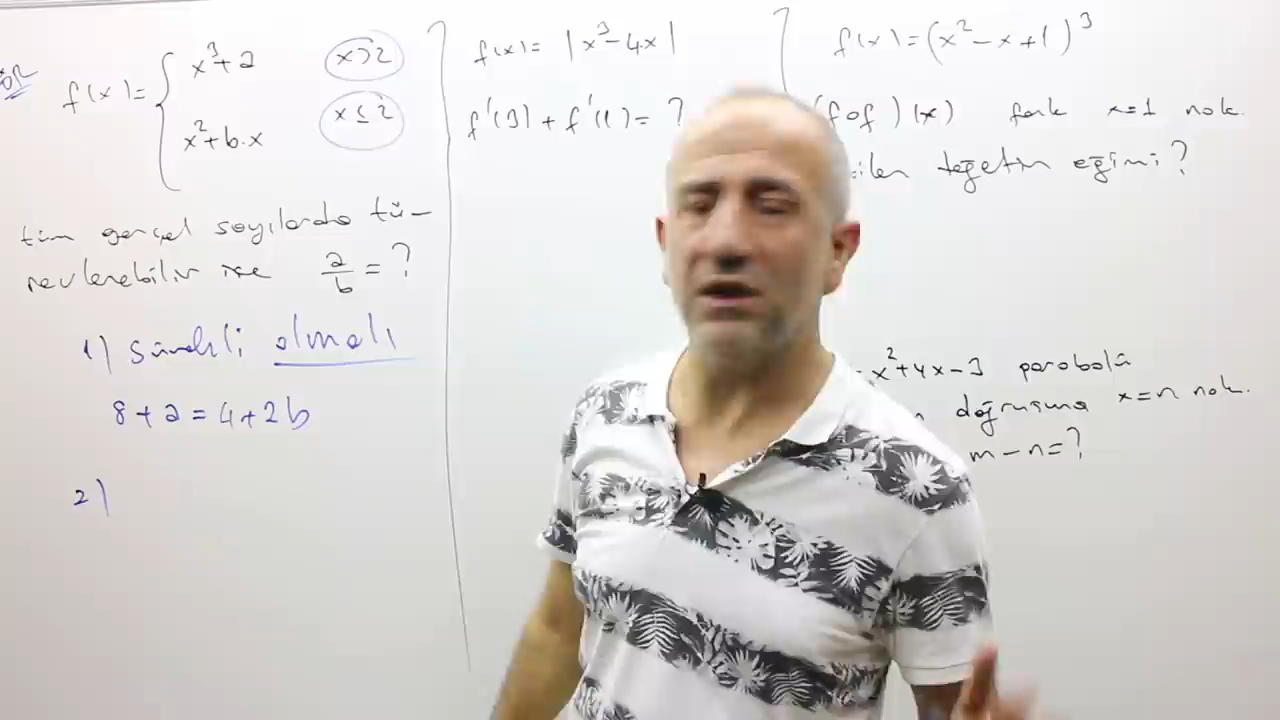 f(x) = { x³+a x>2
x²+b.x x≤2
tüm gerçel sayılarda tü-
revlenebilir ise a/b = ?
1) Sürekli olmalı
8 + a = 4 + 2b
2)
f(x) = |x³-4x|
f'(3) + f'(1) = ?
f(x) = (x²-x+1)³
(fof)(x) fonk x=1 nok.
teğetin eğimi?
x²+4x-3 parabolü
doğrusuna x=n nok.
m-n=?